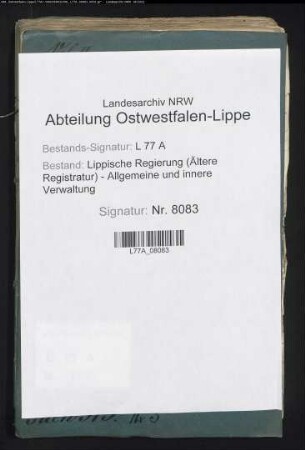 Landesarchiv NRW
Abteilung Ostwestfalen-Lippe
Bestands-Signatur: L 77 A
Bestand: Lippische Regierung (Ältere
Registratur) - Allgemeine und innere
Verwaltung
Signatur: Nr. 8083
L77A_08083